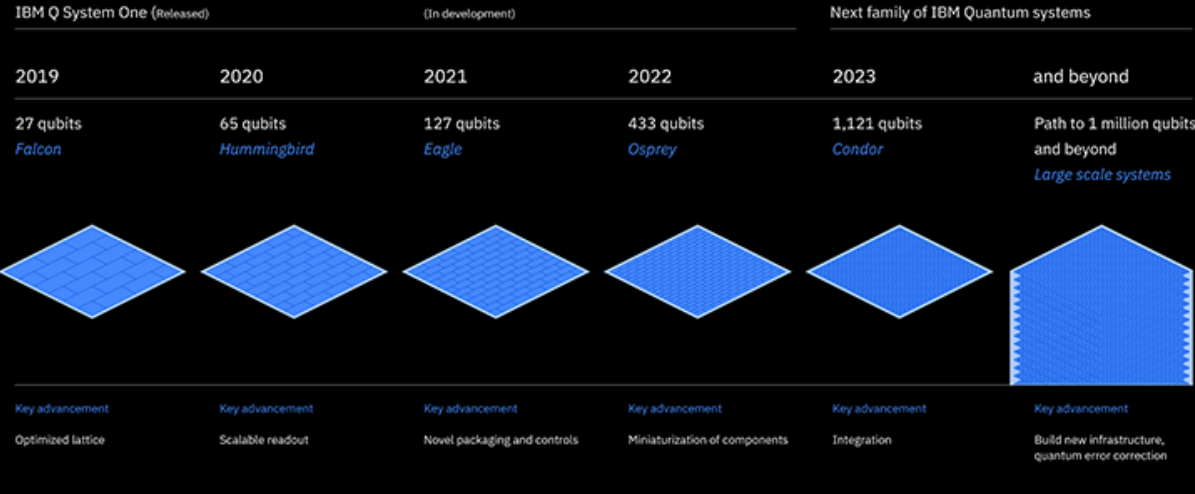 IBM Q System One (Released)
(In development)
Next family of IBM Quantum systems
2019
2020
2021
2022
2023
and beyond
27 qubits
65 qubits
127 qubits
433 qubits
1,121 qubits
Path to 1 million qubits
Falcon
Hummingbird
Eagle
Osprey
Condor
and beyond
Large scale systems
Key advancement
Key advancement
Key advancement
Key advancement
Key advancement
Key advancement
Optimized lattice
Scalable readout
Novel packaging and controls
Miniaturization of components
Integration
Build new infrastructure,
quantum error correction